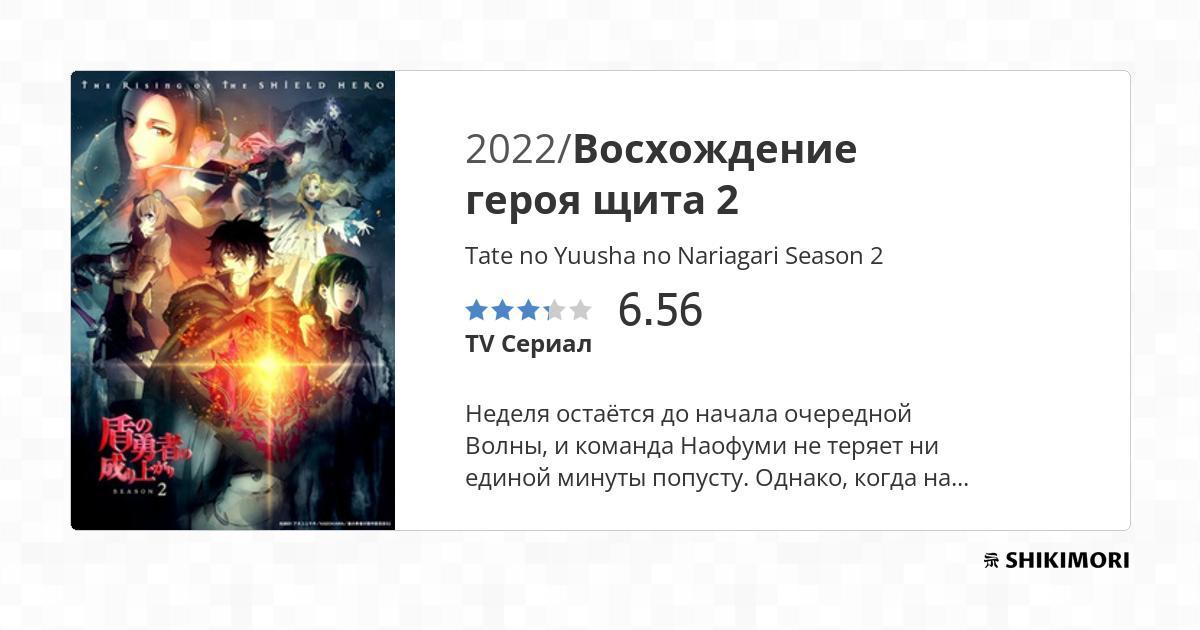 THE RISING OF THE SHIELD HERO
盾の勇者の
成り上がり
SEASON 2
2022/Восхождение
героя щита 2
Tate no Yuusha no Nariagari Season 2
6.56
TV Сериал
Неделя остаётся до начала очередной
Волны, и команда Наофуми не теряет ни
единой минуты попусту. Однако, когда на...
SHIKIMORI